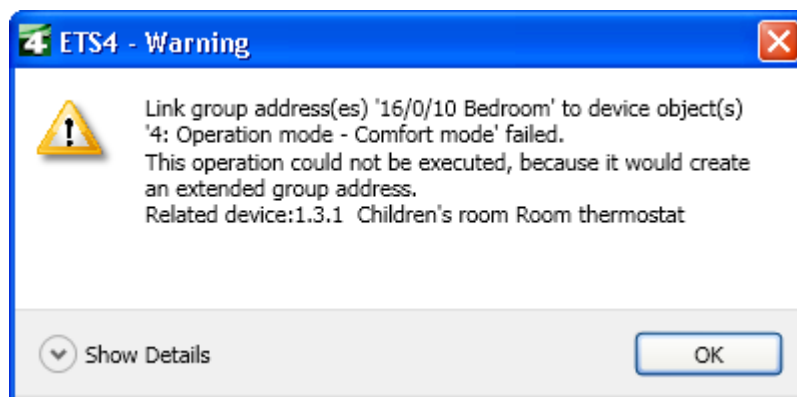 4 ETS4 - Warning
Link group address(es) '16/0/10 Bedroom' to device object(s)
'4: Operation mode - Comfort mode' failed.
This operation could not be executed, because it would create
an extended group address.
Related device:1.3.1  Children's room Room thermostat
Show Details
OK